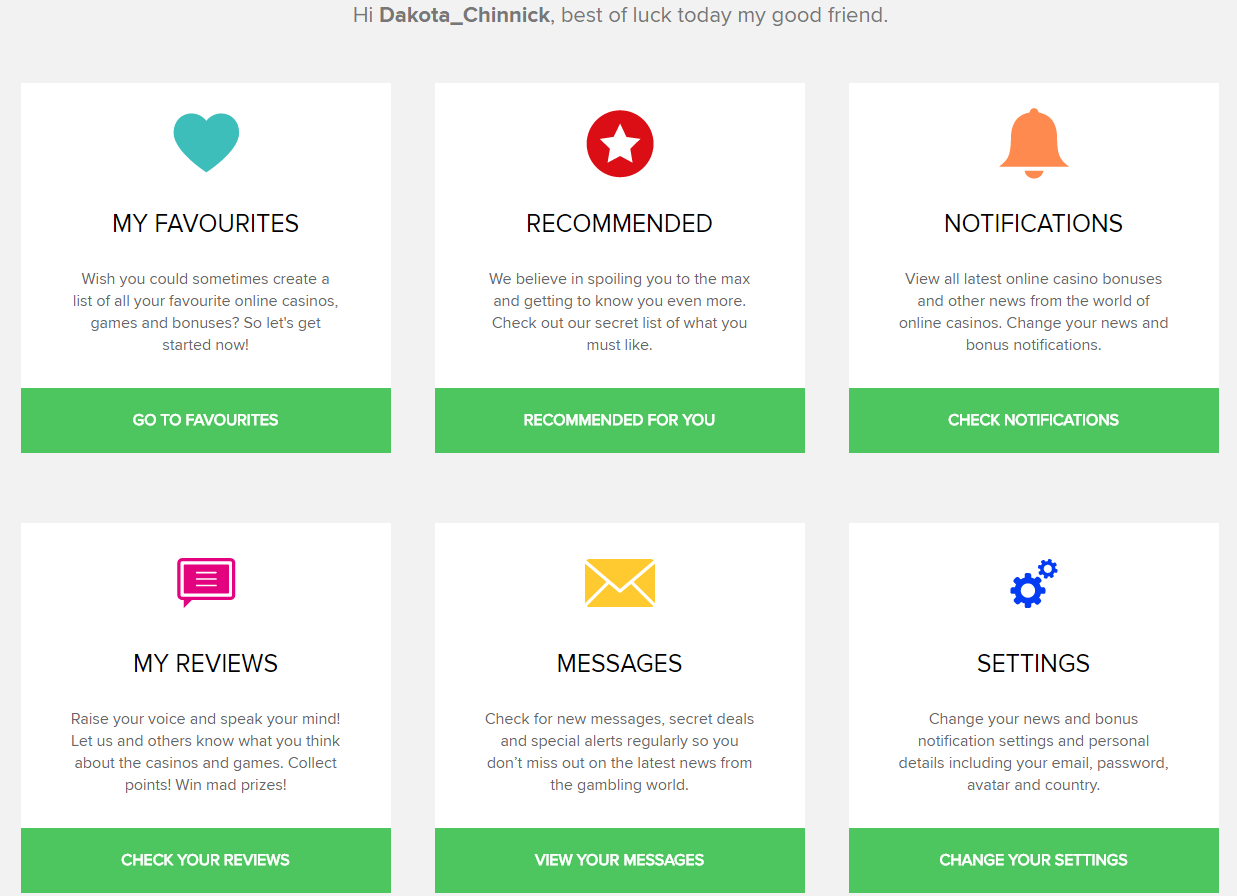 Hi Dakota_Chinnick, best of luck today my good friend.
MY FAVOURITES
Wish you could sometimes create a
list of all your favourite online casinos,
games and bonuses? So let's get
started now!
GO TO FAVOURITES
RECOMMENDED
We believe in spoiling you to the max
and getting to know you even more.
Check out our secret list of what you
must like.
RECOMMENDED FOR YOU
NOTIFICATIONS
View all latest online casino bonuses
and other news from the world of
online casinos. Change your news and
bonus notifications.
CHECK NOTIFICATIONS
MY REVIEWS
Raise your voice and speak your mind!
Let us and others know what you think
about the casinos and games. Collect
points! Win mad prizes!
CHECK YOUR REVIEWS
MESSAGES
Check for new messages, secret deals
and special alerts regularly so you
don’t miss out on the latest news from
the gambling world.
VIEW YOUR MESSAGES
SETTINGS
Change your news and bonus
notification settings and personal
details including your email, password,
avatar and country.
CHANGE YOUR SETTINGS